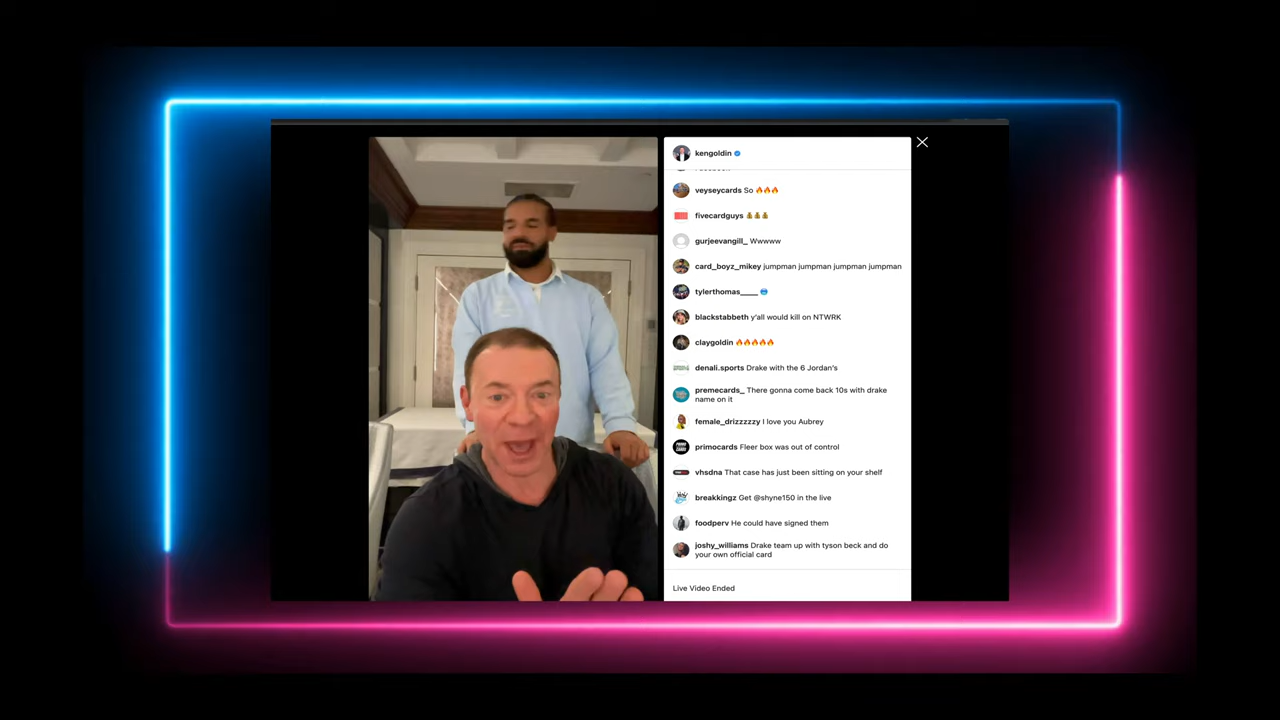 kengoldin
veyseycards So 🔥🔥🔥
fivecardguys 💰💰💰
gurjeevangill_ Wwwww
card_boyz_mikey jumpman jumpman jumpman jumpman
tylerthomas____ 🥶
blackstabbeth y'all would kill on NTWRK
claygoldin 🔥🔥🔥🔥🔥
denali.sports Drake with the 6 Jordan's
premecards_ There gonna come back 10s with drake
name on it
female_drizzzzzy I love you Aubrey
primocards Fleer box was out of control
vhsdna That case has just been sitting on your shelf
breakkingz Get @shyne150 in the live
foodperv He could have signed them
joshy_williams Drake team up with tyson beck and do
your own official card
Live Video Ended